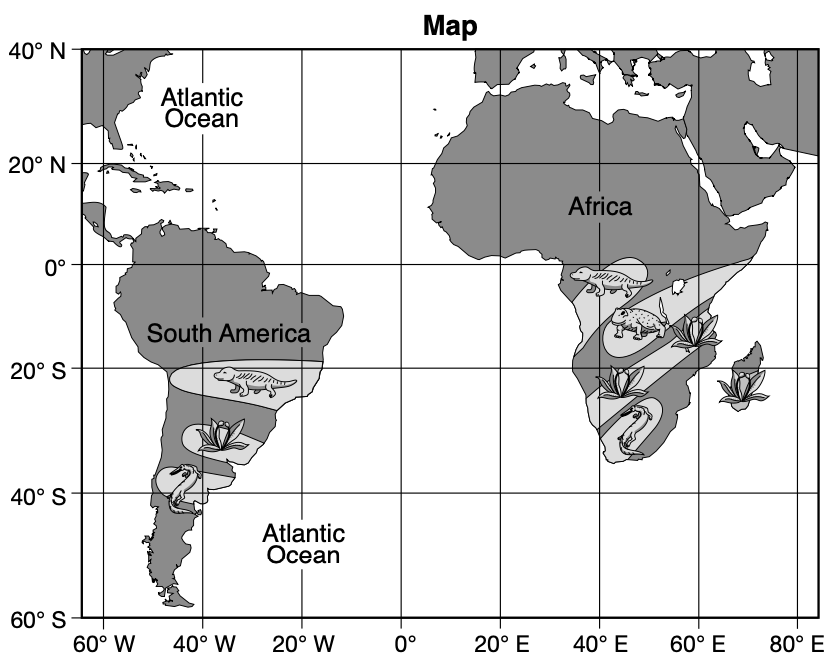 Map
40° N
Atlantic
Ocean
20° N
Africa
0°
South America
20° S
40° S
Atlantic
Ocean
60° S
60° W 40° W 20° W 0° 20° E 40° E 60° E 80° E